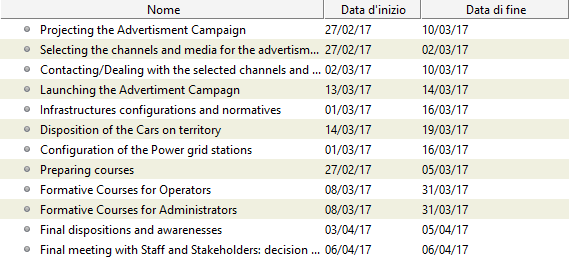 Nome Data d'inizio Data di fine
Projecting the Advertisment Campaign 27/02/17 10/03/17
Selecting the channels and media for the advertism... 27/02/17 02/03/17
Contacting/Dealing with the selected channels and ... 02/03/17 10/03/17
Launching the Advertiment Campagn 13/03/17 14/03/17
Infrastructures configurations and normatives 01/03/17 16/03/17
Disposition of the Cars on territory 14/03/17 19/03/17
Configuration of the Power grid stations 01/03/17 16/03/17
Preparing courses 27/02/17 05/03/17
Formative Courses for Operators 08/03/17 31/03/17
Formative Courses for Administrators 08/03/17 31/03/17
Final dispositions and awarenesses 03/04/17 05/04/17
Final meeting with Staff and Stakeholders: decision ... 06/04/17 06/04/17